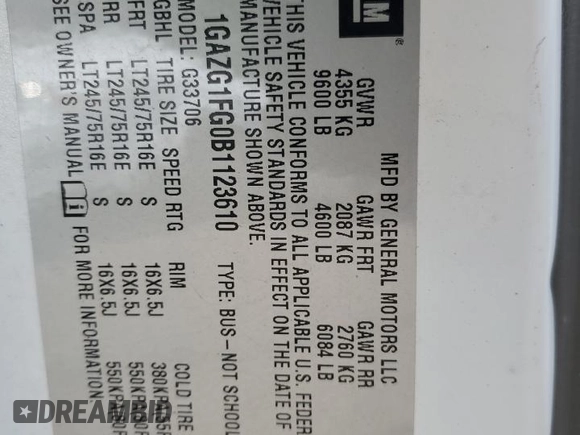 GM ®
MFD BY GENERAL MOTORS LLC
GVWR GAWR FRT. GAWR RR
4355 KG 2087 KG 2760 KG
9600 LB 4600 LB 6084 LB
THIS VEHICLE CONFORMS TO ALL APPLICABLE U.S. FEDER
VEHICLE SAFETY STANDARDS IN EFFECT ON THE DATE OF
MANUFACTURE SHOWN ABOVE.
1GAZG1FG0B1123610 TYPE: BUS–NOT SCHOOL
MODEL: G33706
GBHL TIRE SIZE SPEED RTG RIM COLD TIRE
FRT LT245/75R16E S 16X6.5J
RR LT245/75R16E S 16X6.5J
SPA LT245/75R16E S 16X6.5J
SEE OWNER'S MANUAL i FOR MORE INFORMATION
DREAMBID